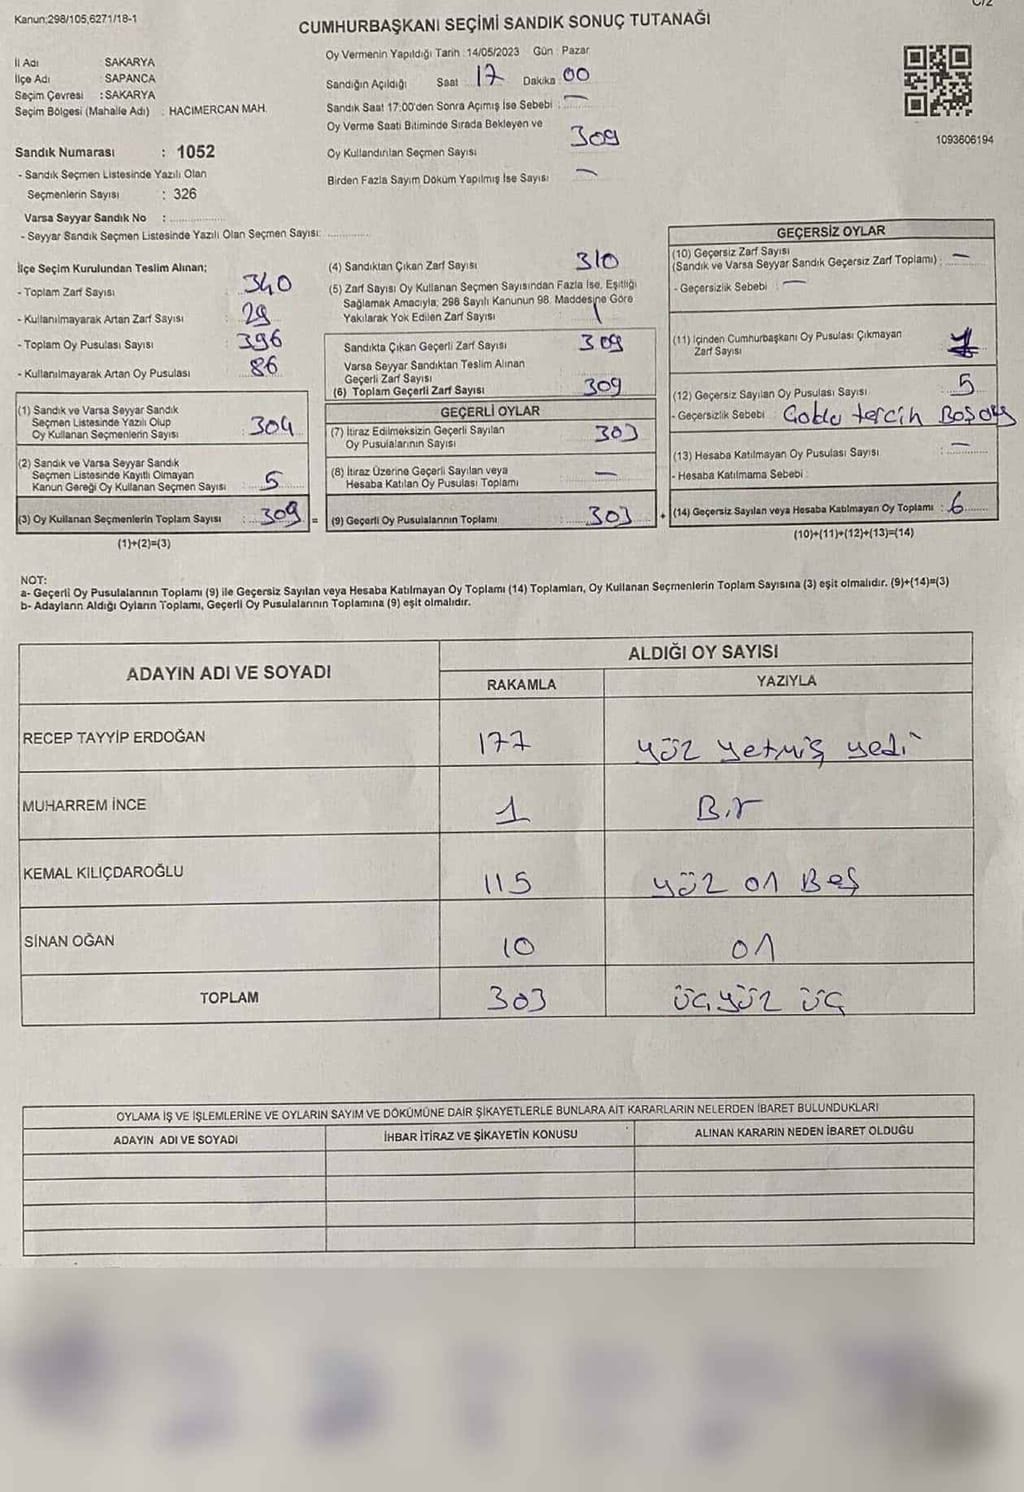 Kanun;298/105,6271/18-1
C/2
CUMHURBAŞKANI SEÇİMİ SANDIK SONUÇ TUTANAĞI
İl Adı SAKARYA
İlçe Adı : SAPANCA
Seçim Çevresi : SAKARYA
Seçim Bölgesi (Mahalle Adı) : HACIMERCAN MAH.
Sandık Numarası : 1052
- Sandık Seçmen Listesinde Yazılı Olan
Seçmenlerin Sayısı : 326
Varsa Seyyar Sandık No : ..................
- Seyyar Sandık Seçmen Listesinde Yazılı Olan Seçmen Sayısı: ..............
Oy Vermenin Yapıldığı Tarih :14/05/2023 Gün : Pazar
Sandığın Açıldığı Saat 17 Dakika 00
Sandık Saat 17:00'den Sonra Açımış İse Sebebi : —
Oy Verme Saati Bitiminde Sırada Bekleyen ve
Oy Kullandırılan Seçmen Sayısı 309
Birden Fazla Sayım Döküm Yapılmış İse Sayısı —
1093606194
İlçe Seçim Kurulundan Teslim Alınan;
- Toplam Zarf Sayısı : 340
- Kullanılmayarak Artan Zarf Sayısı : 29
- Toplam Oy Pusulası Sayısı : 396
- Kullanılmayarak Artan Oy Pusulası : 86
(1) Sandık ve Varsa Seyyar Sandık
Seçmen Listesinde Yazılı Olup
Oy Kullanan Seçmenlerin Sayısı 304
(2) Sandık ve Varsa Seyyar Sandık
Seçmen Listesinde Kayıtlı Olmayan
Kanun Gereği Oy Kullanan Seçmen Sayısı : 5
(3) Oy Kullanan Seçmenlerin Toplam Sayısı : 309 =
(1)+(2)=(3)
(4) Sandıktan Çıkan Zarf Sayısı 310
(5) Zarf Sayısı Oy Kullanan Seçmen Sayısından Fazla İse, Eşitliği
Sağlamak Amacıyla; 298 Sayılı Kanunun 98. Maddesine Göre
Yakılarak Yok Edilen Zarf Sayısı 1
Sandıkta Çıkan Geçerli Zarf Sayısı : 309
Varsa Seyyar Sandıktan Teslim Alınan
Geçerli Zarf Sayısı
(6) Toplam Geçerli Zarf Sayısı 309
GEÇERLİ OYLAR
(7) İtiraz Edilmeksizin Geçerli Sayılan
Oy Pusulalarının Sayısı 303
(8) İtiraz Üzerine Geçerli Sayılan veya
Hesaba Katılan Oy Pusulası Toplamı —
(9) Geçerli Oy Pusulalarının Toplamı 303 +
GEÇERSİZ OYLAR
(10) Geçersiz Zarf Sayısı
(Sandık ve Varsa Seyyar Sandık Geçersiz Zarf Toplamı) : —
- Geçersizlik Sebebi : —
(11) İçinden Cumhurbaşkanı Oy Pusulası Çıkmayan
Zarf Sayısı 1
(12) Geçersiz Sayılan Oy Pusulası Sayısı : 5
- Geçersizlik Sebebi Çoklu tercih
(13) Hesaba Katılmayan Oy Pusulası Sayısı : —
- Hesaba Katılmama Sebebi :
(14) Geçersiz Sayılan veya Hesaba Katılmayan Oy Toplamı : 6
(10)+(11)+(12)+(13)=(14)
NOT:
a- Geçerli Oy Pusulalarının Toplamı (9) ile Geçersiz Sayılan veya Hesaba Katılmayan Oy Toplamı (14) Toplamları, Oy Kullanan Seçmenlerin Toplam Sayısına (3) eşit olmalıdır. (9)+(14)=(3)
b- Adayların Aldığı Oyların Toplamı, Geçerli Oy Pusulalarının Toplamına (9) eşit olmalıdır.
ADAYIN ADI VE SOYADI ALDIĞI OY SAYISI
RAKAMLA YAZIYLA
RECEP TAYYİP ERDOĞAN 177 yüz yetmiş yedi
MUHARREM İNCE 1 Bir
KEMAL KILIÇDAROĞLU 115 yüz on Beş
SİNAN OĞAN 10 on
TOPLAM 303 üçyüz üç
OYLAMA İŞ VE İŞLEMLERİNE VE OYLARIN SAYIM VE DÖKÜMÜNE DAİR ŞİKAYETLERLE BUNLARA AİT KARARLARIN NELERDEN İBARET BULUNDUKLARI
ADAYIN ADI VE SOYADI İHBAR İTİRAZ VE ŞİKAYETİN KONUSU ALINAN KARARIN NEDEN İBARET OLDUĞU